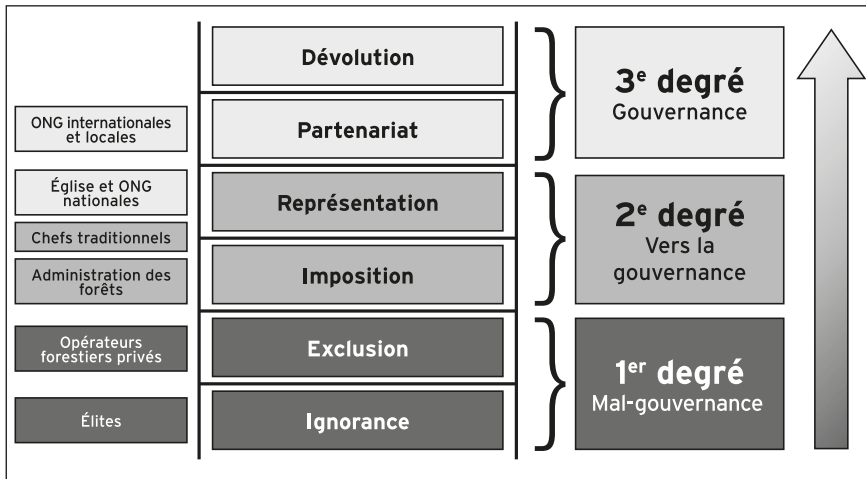 ONG internationales
et locales
Église et ONG
nationales
Chefs traditionnels
Administration des
forêts
Opérateurs
forestiers privés
Élites
Dévolution
Partenariat
Représentation
Imposition
Exclusion
Ignorance
3e degré
Gouvernance
2e degré
Vers la
gouvernance
1er degré
Mal-gouvernance